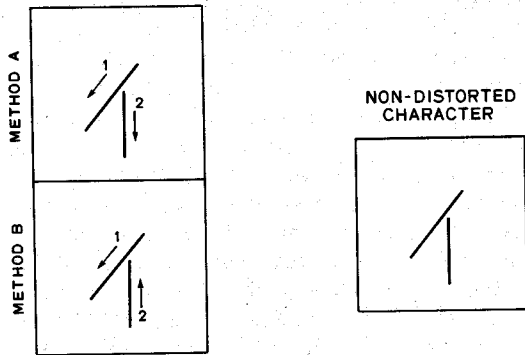 METHOD A
1
2
METHOD B
1
2
NON-DISTORTED
CHARACTER